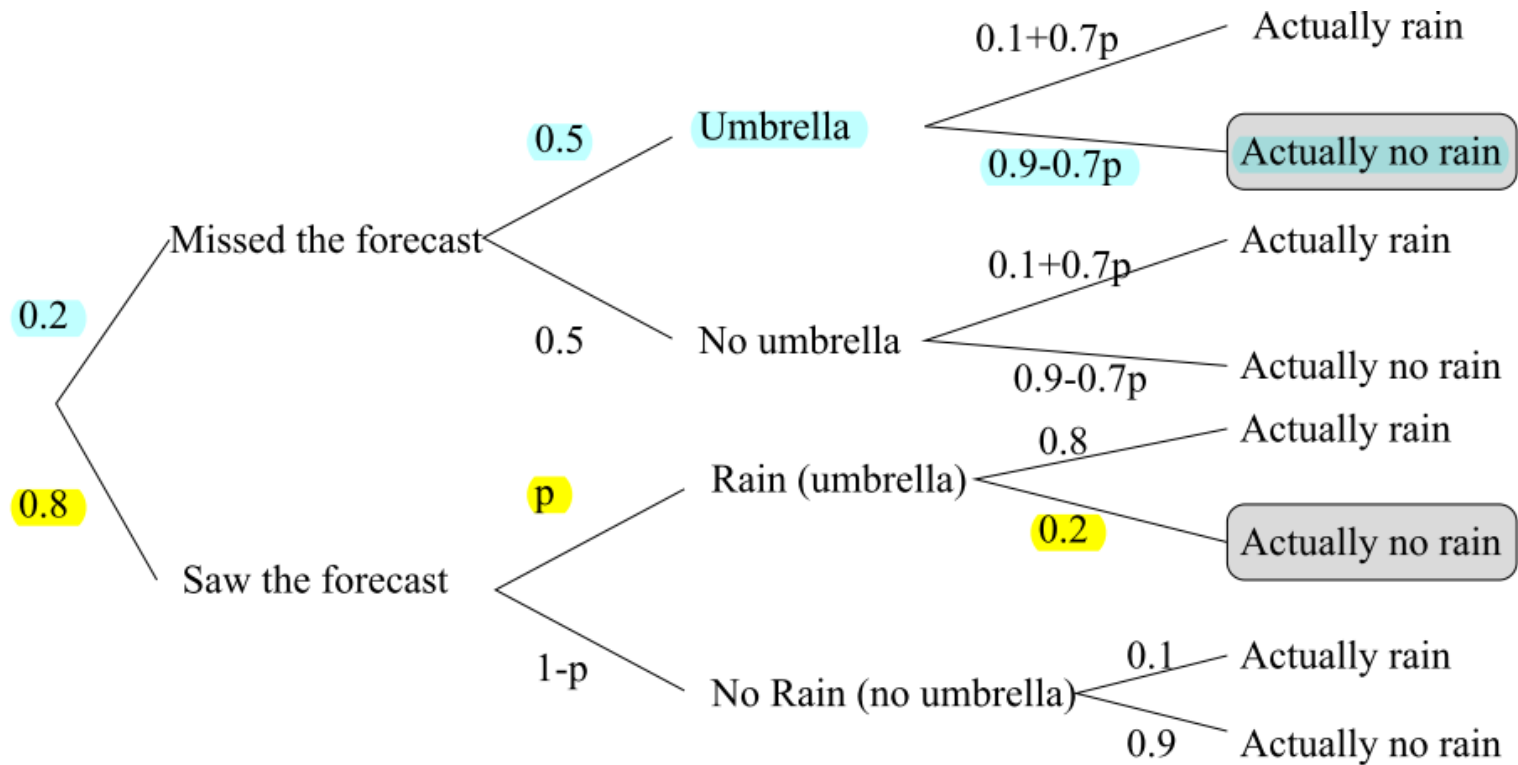 0.1+0.7p
Actually rain
0.5
Umbrella
0.9-0.7p
Actually no rain
Missed the forecast
0.2
0.5
No umbrella
0.1+0.7p
Actually rain
0.9-0.7p
Actually no rain
0.8
Saw the forecast
p
Rain (umbrella)
0.8
Actually rain
0.2
Actually no rain
1-p
No Rain (no umbrella)
0.1
Actually rain
0.9
Actually no rain